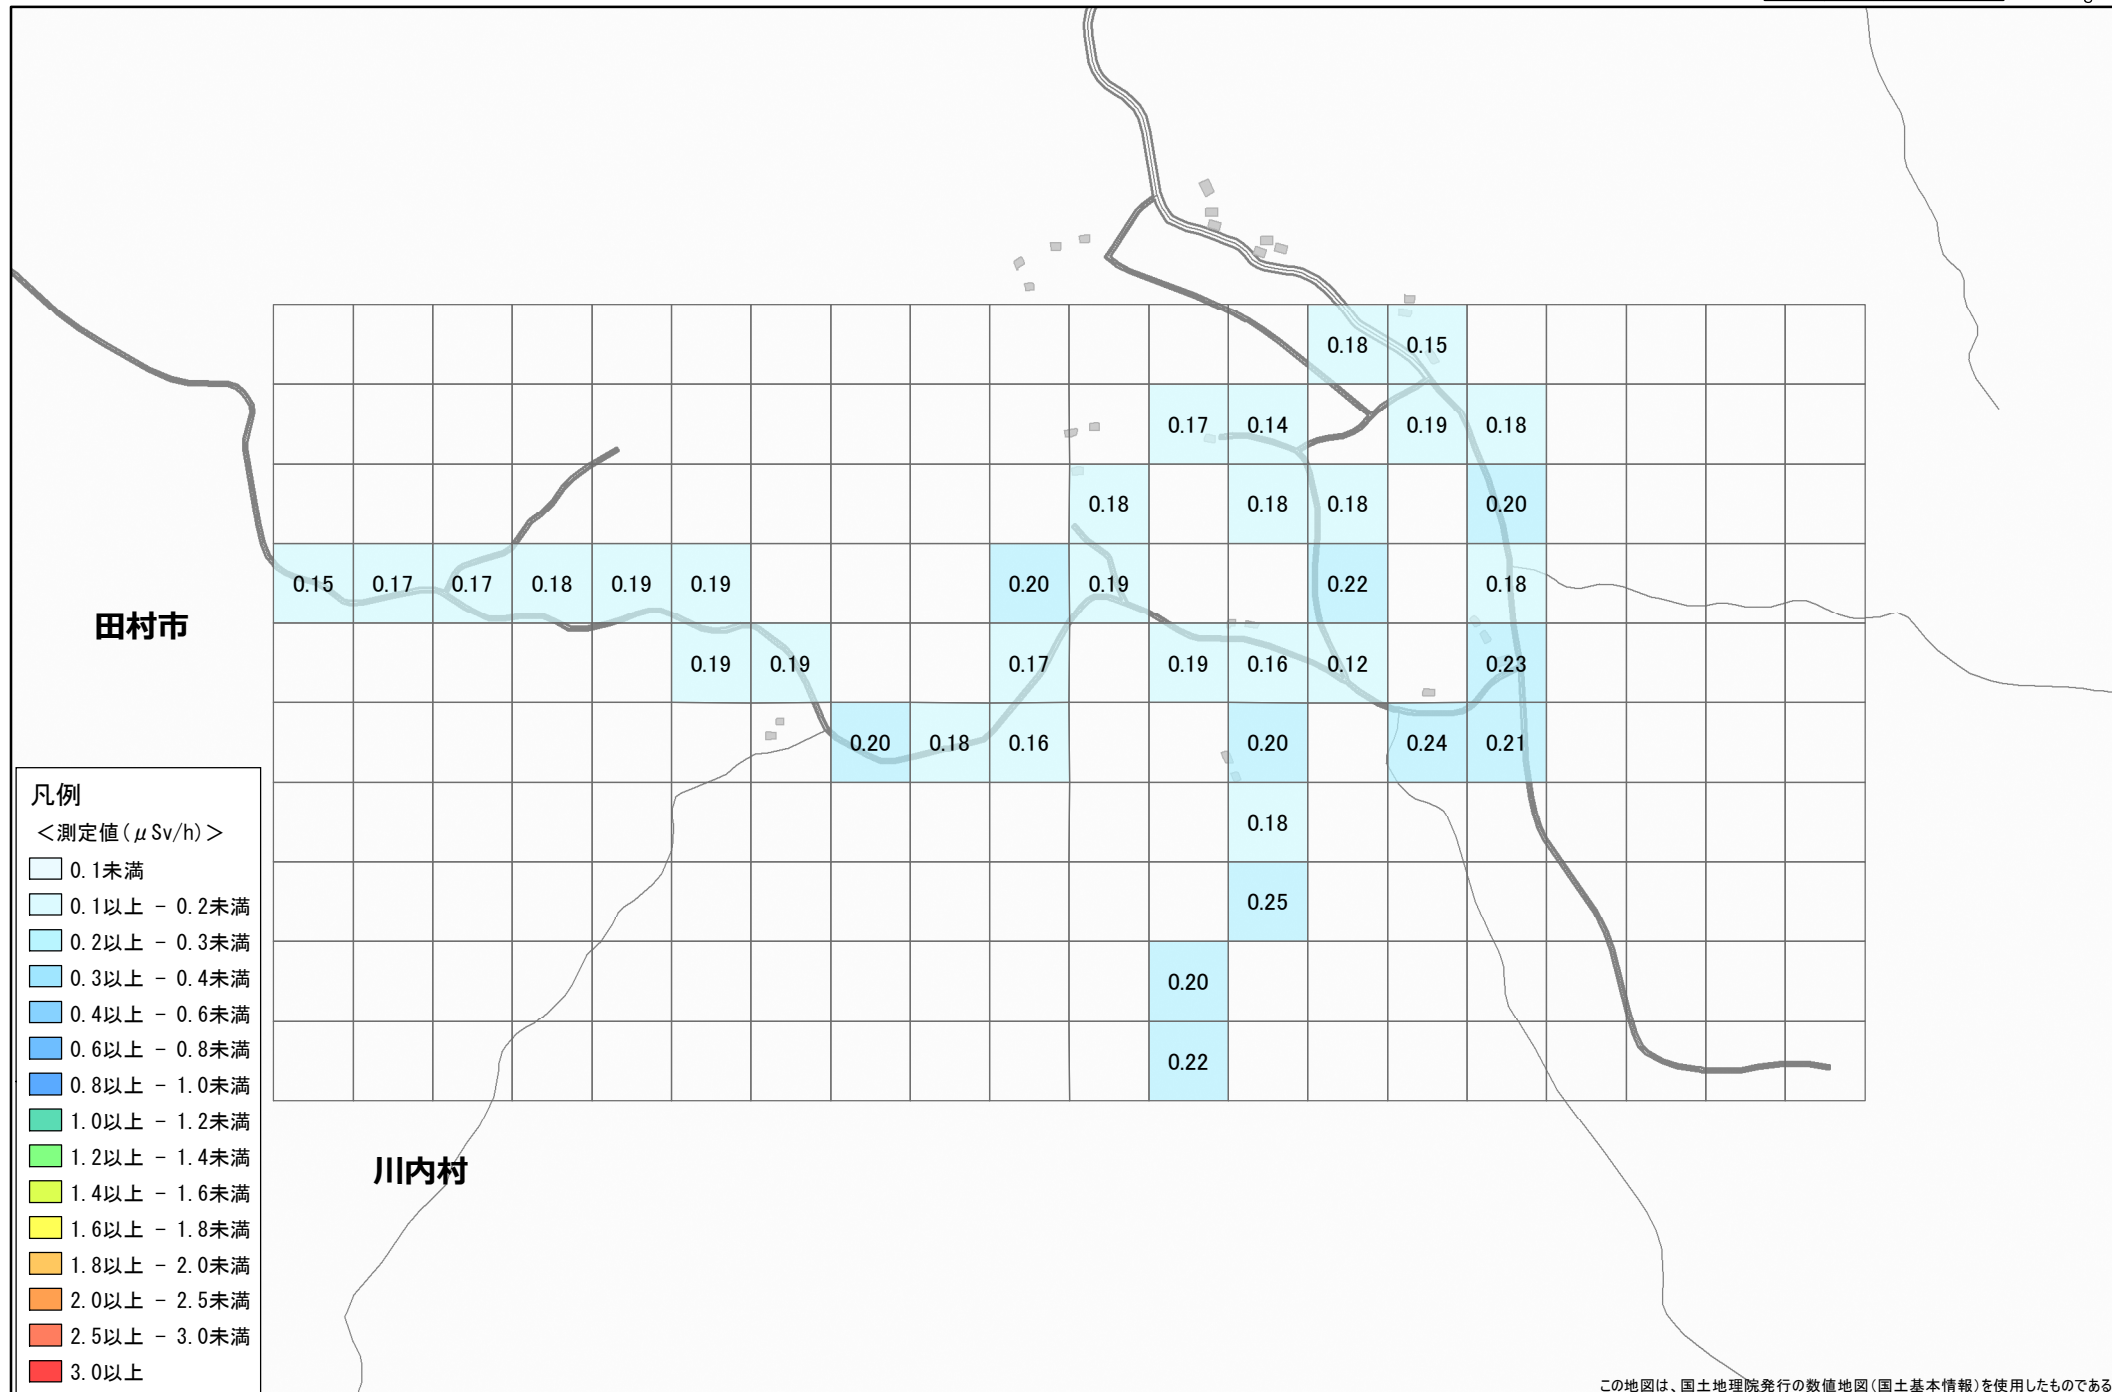 0.18 0.15
0.17 0.14 0.19 0.18
0.18 0.18 0.18 0.20
0.15 0.17 0.17 0.18 0.19 0.19 0.20 0.19 0.22 0.18
田村市
0.19 0.19 0.17 0.19 0.16 0.12 0.23
0.20 0.18 0.16 0.20 0.24 0.21
0.18
0.25
0.20
0.22
川内村
凡例
＜測定値(μSv/h)＞
0.1未満
0.1以上 － 0.2未満
0.2以上 － 0.3未満
0.3以上 － 0.4未満
0.4以上 － 0.6未満
0.6以上 － 0.8未満
0.8以上 － 1.0未満
1.0以上 － 1.2未満
1.2以上 － 1.4未満
1.4以上 － 1.6未満
1.6以上 － 1.8未満
1.8以上 － 2.0未満
2.0以上 － 2.5未満
2.5以上 － 3.0未満
3.0以上
この地図は、国土地理院発行の数値地図(国土基本情報)を使用したものである